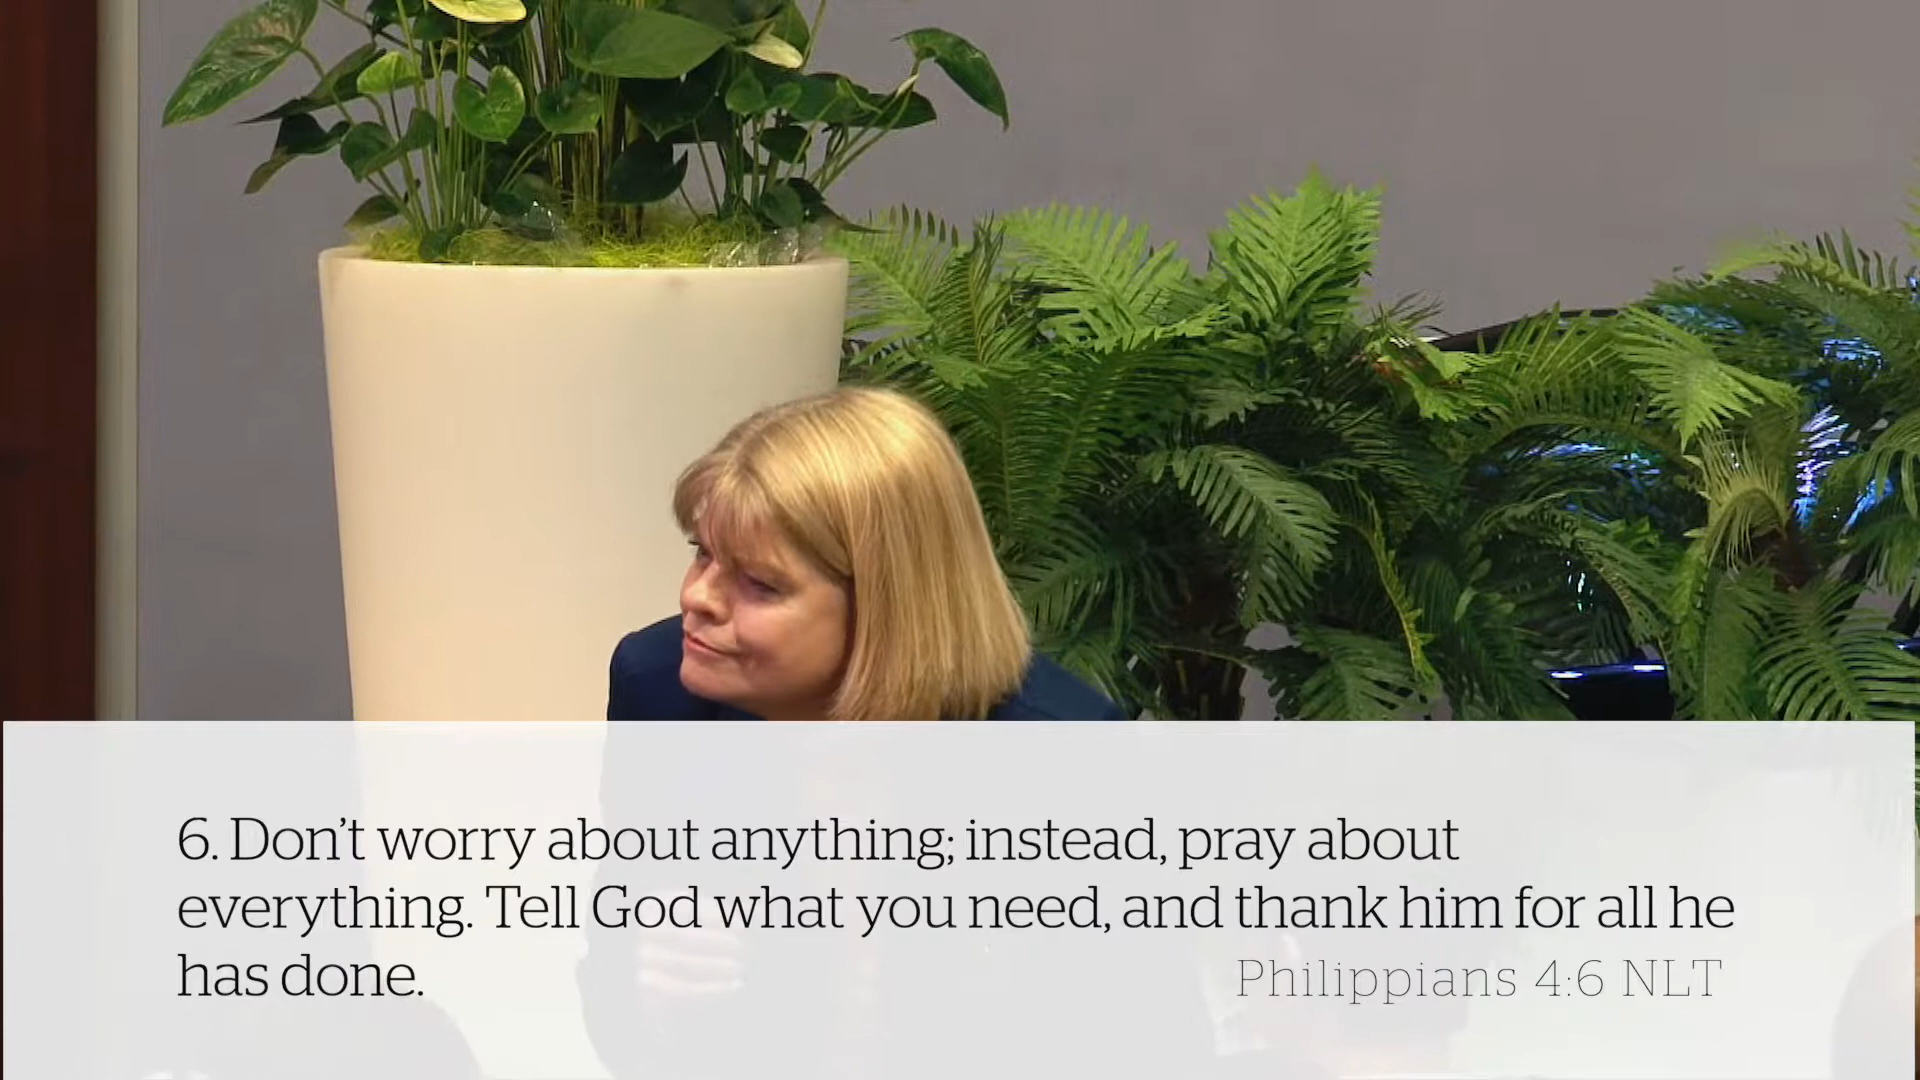 6. Don't worry about anything; instead, pray about
everything. Tell God what you need, and thank him for all he
has done.
Philippians 4:6 NLT